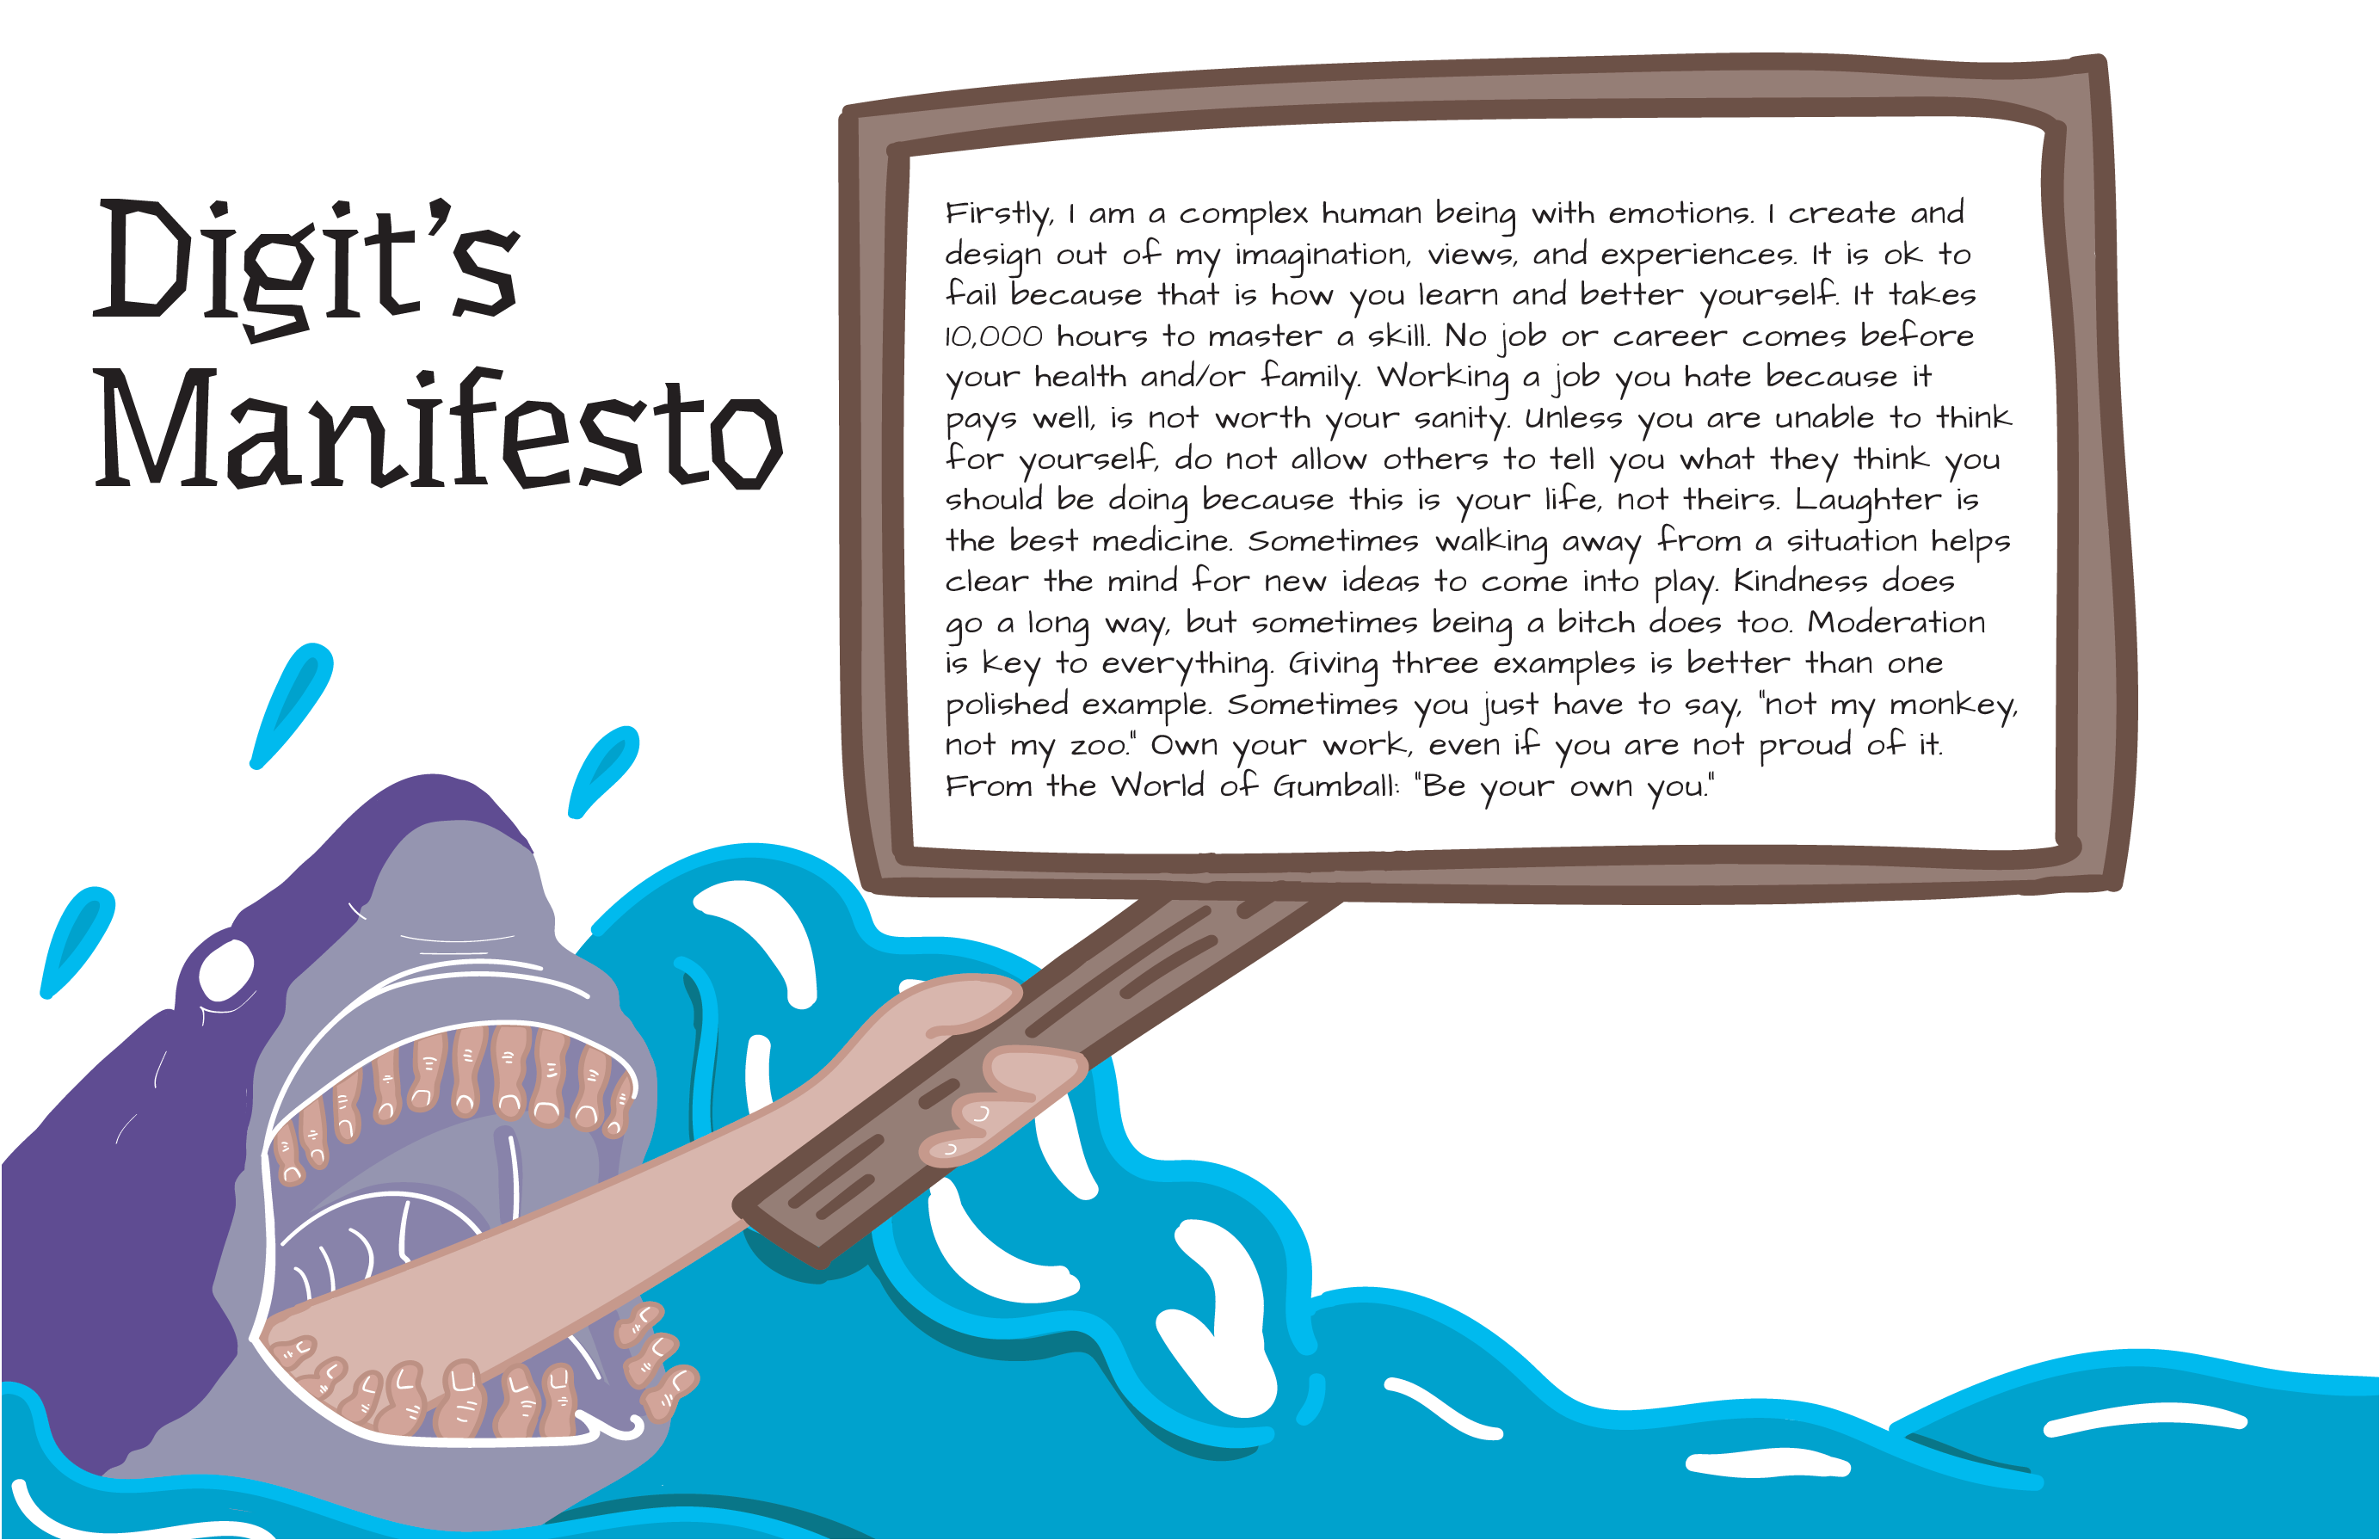 Digit's
Manifesto
Firstly, I am a complex human being with emotions. I create and
design out of my imagination, views, and experiences. It is ok to
fail because that is how you learn and better yourself. It takes
10,000 hours to master a skill. No job or career comes before
your health and/or family. Working a job you hate because it
pays well, is not worth your sanity. Unless you are unable to think
for yourself, do not allow others to tell you what they think you
should be doing because this is your life, not theirs. Laughter is
the best medicine. Sometimes walking away from a situation helps
clear the mind for new ideas to come into play. Kindness does
go a long way, but sometimes being a bitch does too. Moderation
is key to everything. Giving three examples is better than one
polished example. Sometimes you just have to say, "not my monkey,
not my zoo." Own your work, even if you are not proud of it.
From the World of Gumball: "Be your own you."